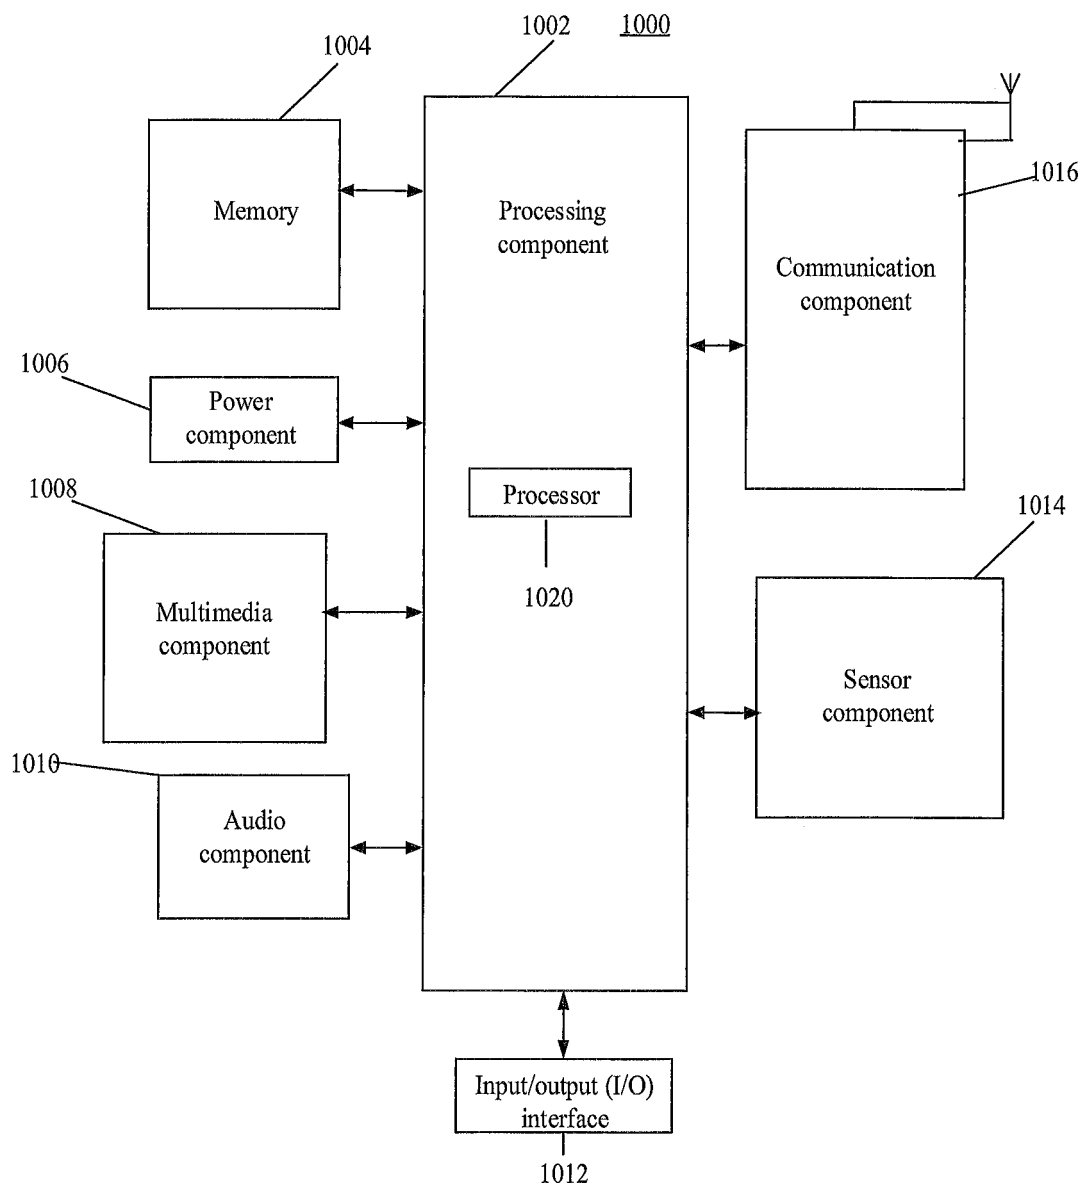 1002
1000
1004
Memory
Processing
component
1016
Communication
component
1006
Power
component
1008
Processor
1020
1014
Multimedia
component
Sensor
component
1010
Audio
component
Input/output (I/O)
interface
1012